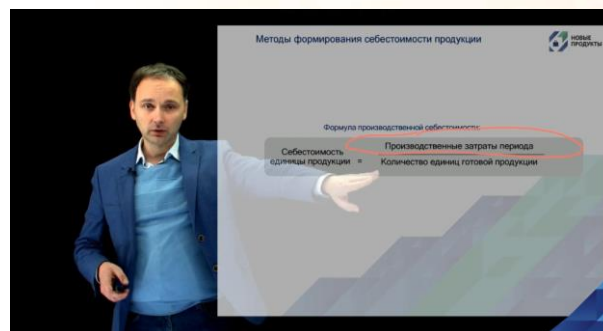 Методы формирования себестоимости продукции
НОВЫЕ
ПРОДУКТЫ
Формула производственной себестоимости:
Себестоимость
единицы продукции =
Производственные затраты периода
Количество единиц готовой продукции